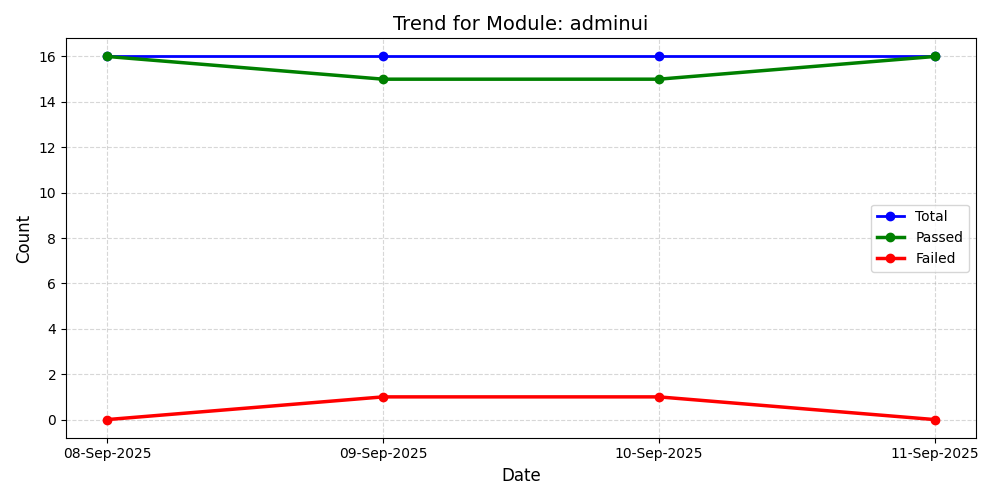 Trend for Module: adminui
Count
16
14
12
10
8
6
4
2
0
Total
Passed
Failed
08-Sep-2025
09-Sep-2025
10-Sep-2025
11-Sep-2025
Date